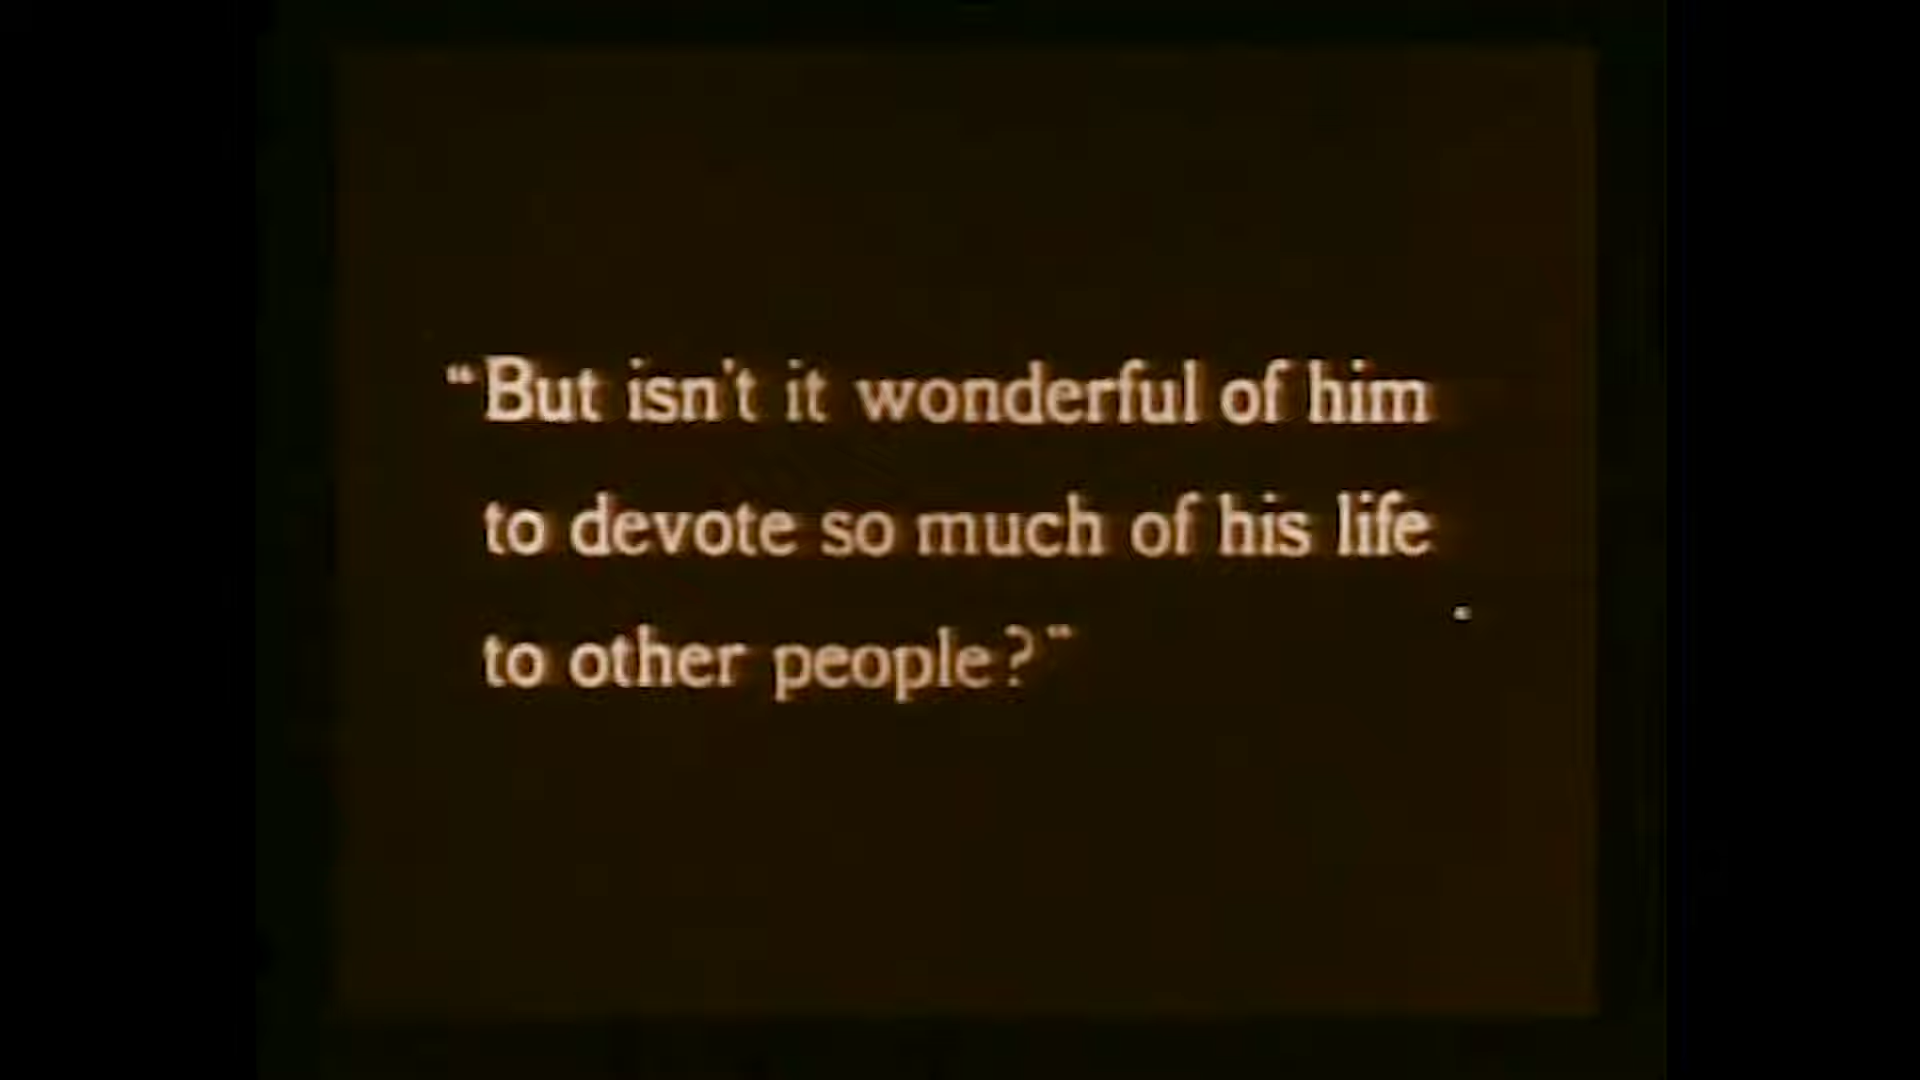 “But isn't it wonderful of him
to devote so much of his life
to other people?”